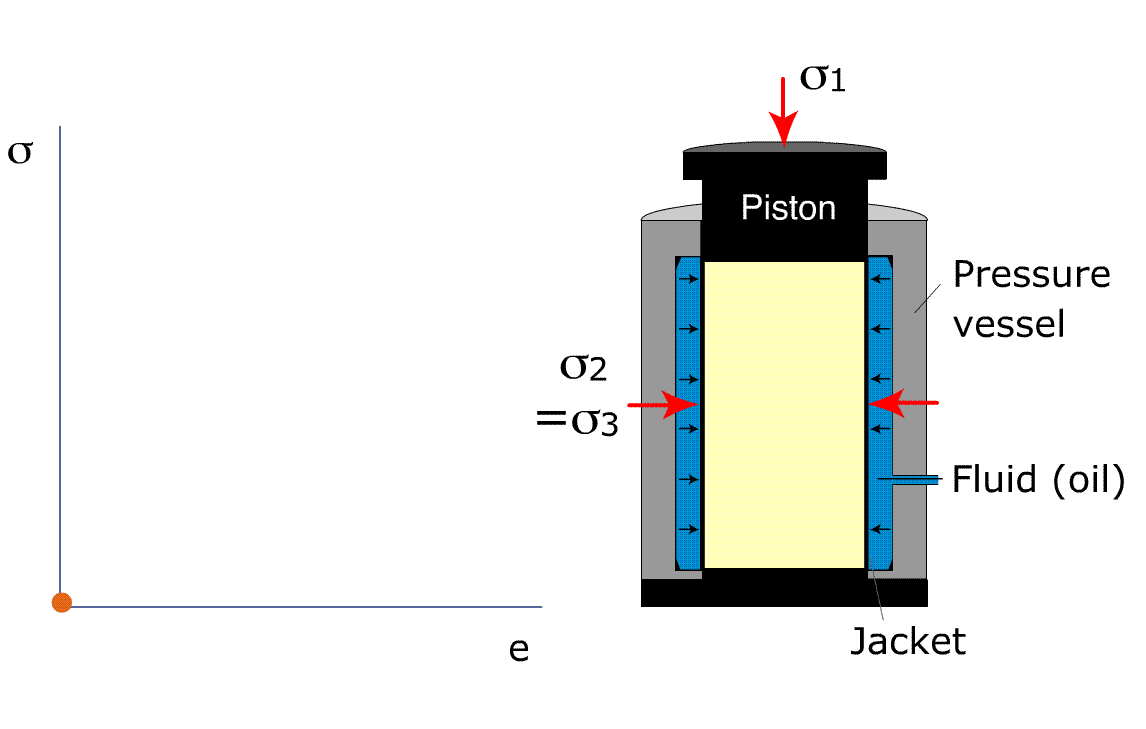 σ1
σ
Piston
Pressure
vessel
σ2
=σ3
Fluid (oil)
Jacket
e